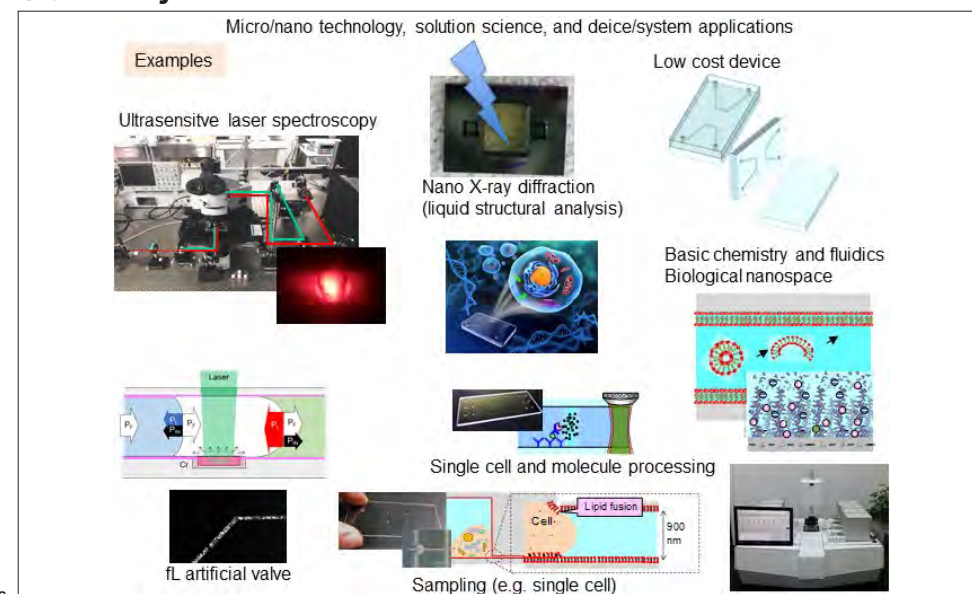 Micro/nano technology, solution science, and deice/system applications
Examples
Low cost device
Ultrasensitve laser spectroscopy
Nano X-ray diffraction
(liquid structural analysis)
Basic chemistry and fluidics
Biological nanospace
Laser
Cr
Single cell and molecule processing
Lipid fusion
Cell
900
nm
fL artificial valve
Sampling (e.g. single cell)